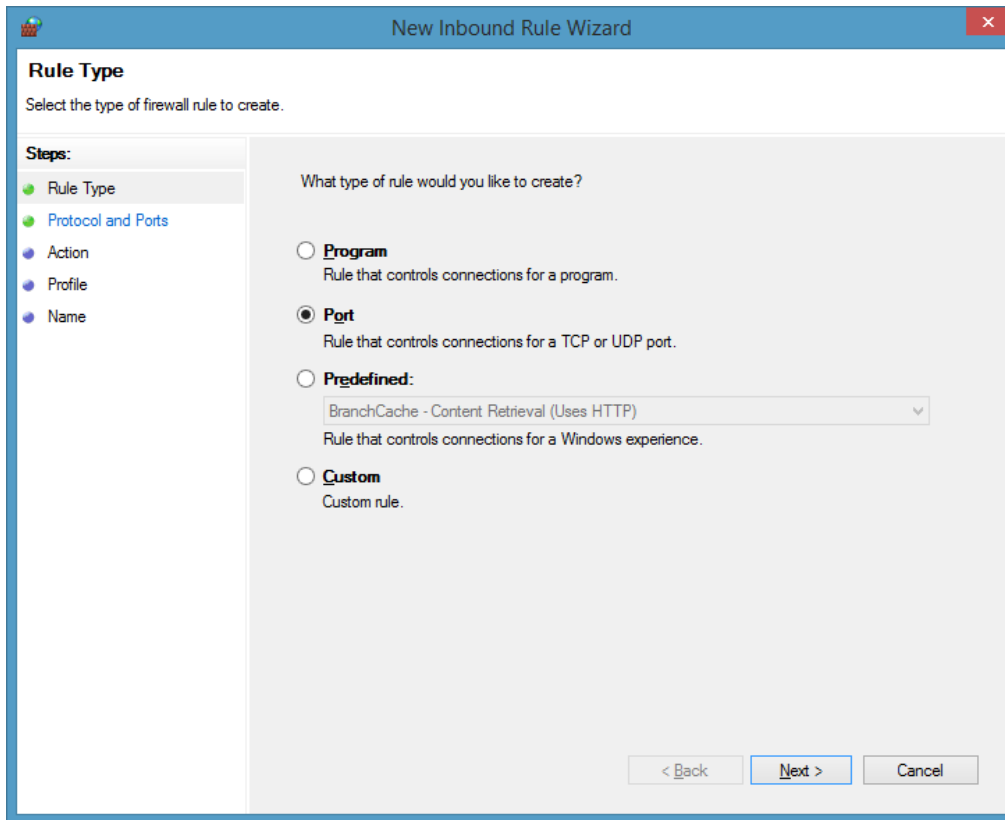 New Inbound Rule Wizard
Rule Type
Select the type of firewall rule to create.
Steps:
Rule Type
Protocol and Ports
Action
Profile
Name
What type of rule would you like to create?
Program
Rule that controls connections for a program.
Port
Rule that controls connections for a TCP or UDP port.
Predefined:
BranchCache - Content Retrieval (Uses HTTP)
Rule that controls connections for a Windows experience.
Custom
Custom rule.
< Back Next > Cancel